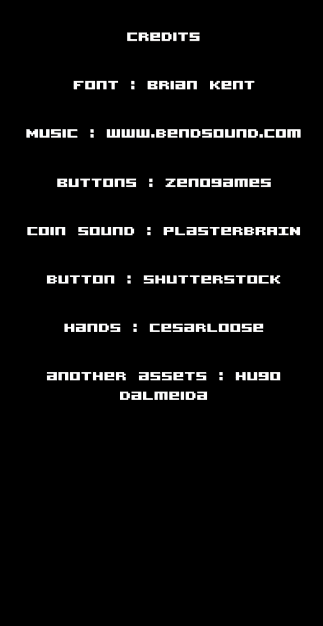 CREDITS
FONT : BRIAN KENT
MUSIC : WWW.BENDSOUND.COM
BUTTONS : ZENOGAMES
COIN SOUND : PLASTERBRAIN
BUTTON : SHUTTERSTOCK
HANDS : CESARLOOSE
ANOTHER ASSETS : HUGO
DALMEIDA